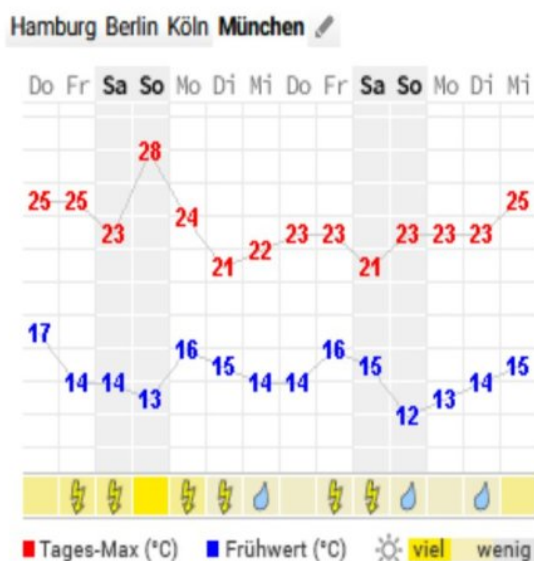 Hamburg Berlin Köln München
Do Fr Sa So Mo Di Mi Do Fr Sa So Mo Di Mi
28
25 25 24 25
23 23 23 23 23 23
22
21 21
17
16 16
15 15 15
14 14 14 14 14
13 13
12
Tages-Max (°C) Frühwert (°C) viel wenig